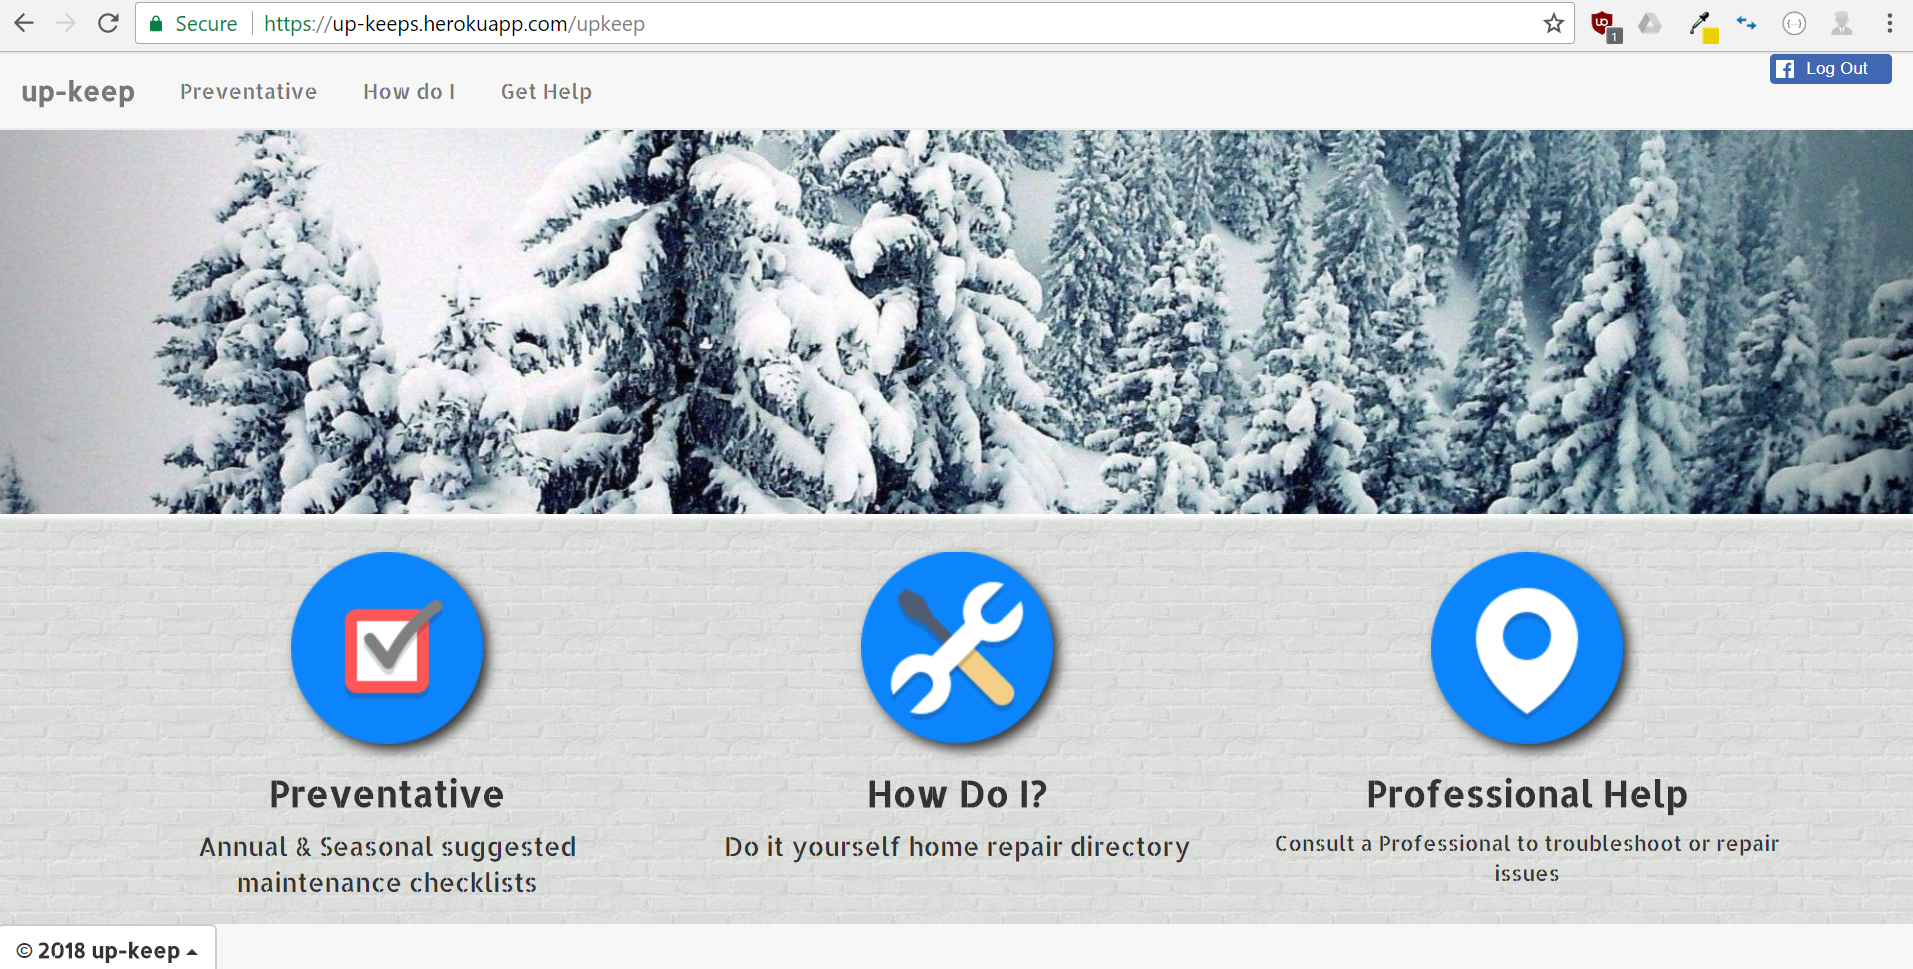 Secure https://up-keeps.herokuapp.com/upkeep
1
up-keep Preventative How do I Get Help
Log Out
Preventative
Annual & Seasonal suggested
maintenance checklists
How Do I?
Do it yourself home repair directory
Professional Help
Consult a Professional to troubleshoot or repair
issues
© 2018 up-keep